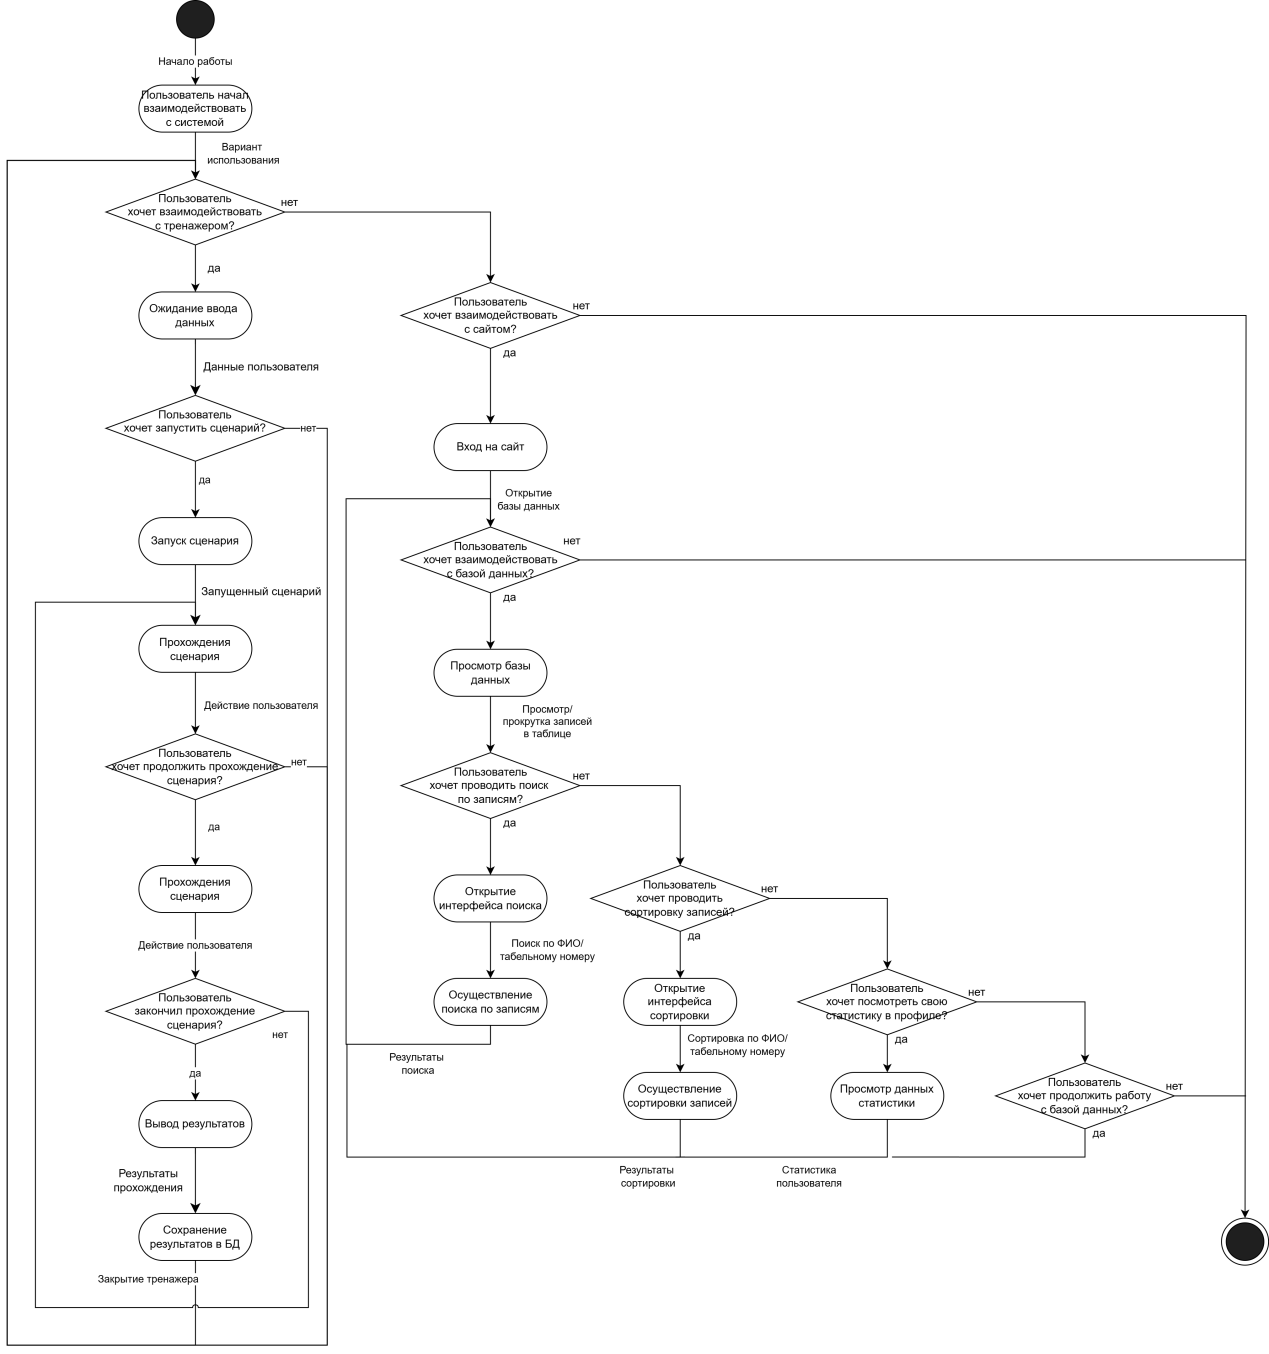 Начало работы
Пользователь начал
взаимодействовать
с системой
Вариант
использования
Пользователь
хочет взаимодействовать
с тренажером?
нет
да
Ожидание ввода
данных
Данные пользователя
Пользователь
хочет запустить сценарий?
нет
да
Запуск сценария
Запущенный сценарий
Прохождения
сценария
Действие пользователя
Пользователь
хочет продолжить прохождение
сценария?
нет
да
Прохождения
сценария
Действие пользователя
Пользователь
закончил прохождение
сценария?
нет
да
Вывод результатов
Результаты
прохождения
Сохранение
результатов в БД
Закрытие тренажера
Пользователь
хочет взаимодействовать
с сайтом?
нет
да
Вход на сайт
Открытие
базы данных
Пользователь
хочет взаимодействовать
с базой данных?
нет
да
Просмотр базы
данных
Просмотр/
прокрутка записей
в таблице
Пользователь
хочет проводить поиск
по записям?
нет
да
Открытие
интерфейса поиска
Поиск по ФИО/
табельному номеру
Осуществление
поиска по записям
Результаты
поиска
Пользователь
хочет проводить
сортировку записей?
нет
да
Открытие
интерфейса
сортировки
Сортировка по ФИО/
табельному номеру
Осуществление
сортировки записей
Результаты
сортировки
Пользователь
хочет посмотреть свою
статистику в профиле?
нет
да
Просмотр данных
статистики
Статистика
пользователя
Пользователь
хочет продолжить работу
с базой данных?
нет
да